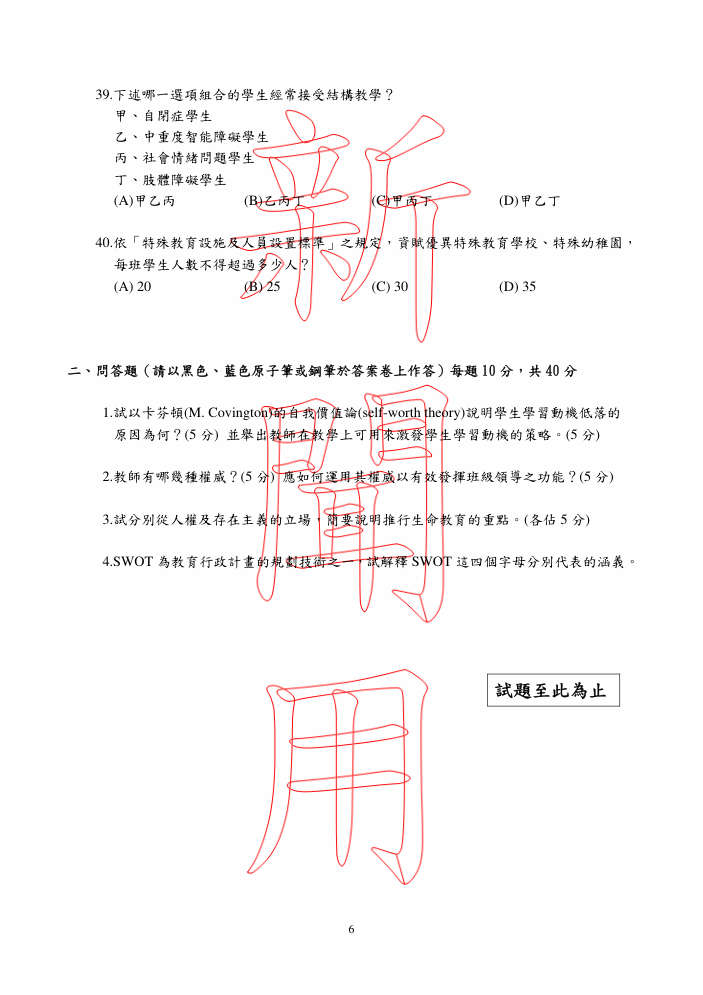 39.下述哪一選項組合的學生經常接受結構教學？
甲、自閉症學生
乙、中重度智能障礙學生
丙、社會情緒問題學生
丁、肢體障礙學生
(A)甲乙丙 (B)乙丙丁 (C)甲丙丁 (D)甲乙丁
40.依「特殊教育設施及人員設置標準」之規定，資賦優異特殊教育學校、特殊幼稚園，
每班學生人數不得超過多少人？
(A) 20 (B) 25 (C) 30 (D) 35
二、問答題（請以黑色、藍色原子筆或鋼筆於答案卷上作答）每題 10 分，共 40 分
1.試以卡芬頓(M. Covington)的自我價值論(self-worth theory)說明學生學習動機低落的
原因為何？(5 分) 並舉出教師在教學上可用來激發學生學習動機的策略。(5 分)
2.教師有哪幾種權威？(5 分) 應如何運用其權威以有效發揮班級領導之功能？(5 分)
3.試分別從人權及存在主義的立場，簡要說明推行生命教育的重點。(各佔 5 分)
4.SWOT 為教育行政計畫的規劃技術之一，試解釋 SWOT 這四個字母分別代表的涵義。
試題至此為止
新
聞
用
6